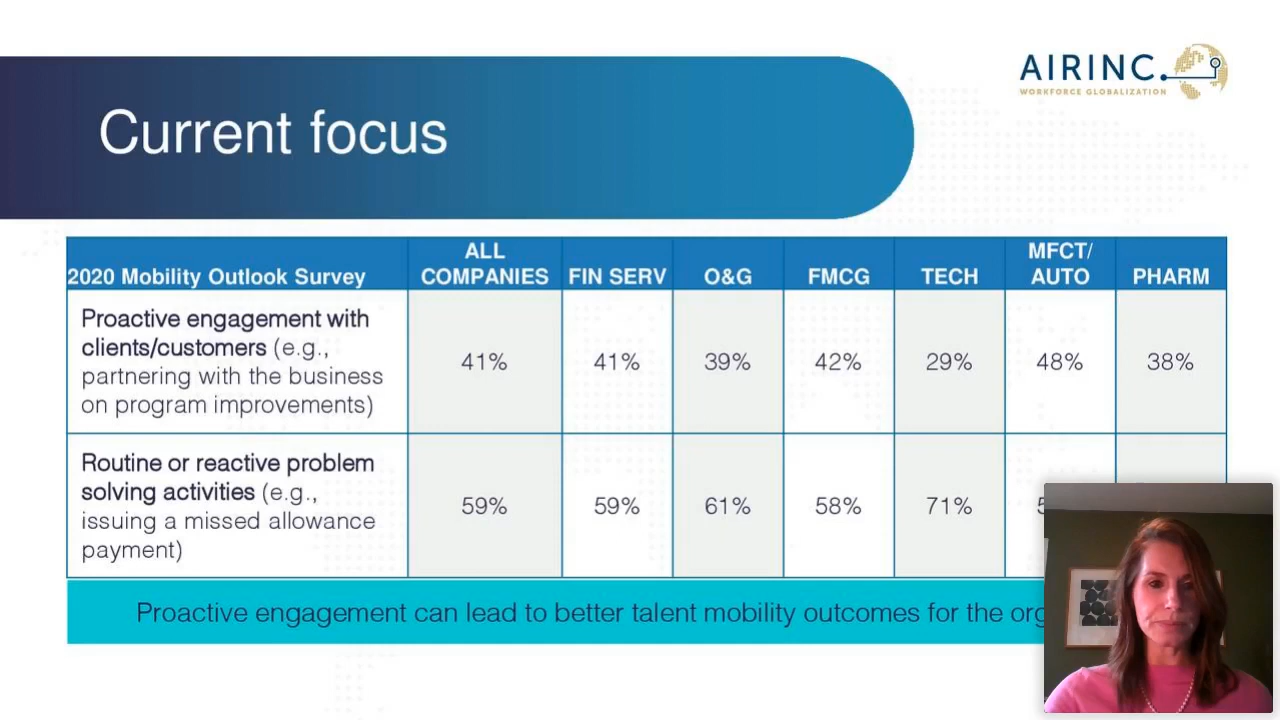 AIRINC.
WORKFORCE GLOBALIZATION
Current focus
2020 Mobility Outlook Survey
ALL
COMPANIES
FIN SERV
O&G
FMCG
TECH
MFCT/
AUTO
PHARM
Proactive engagement with
clients/customers (e.g.,
partnering with the business
on program improvements)
41%
41%
39%
42%
29%
48%
38%
Routine or reactive problem
solving activities (e.g.,
issuing a missed allowance
payment)
59%
59%
61%
58%
71%
Proactive engagement can lead to better talent mobility outcomes for the